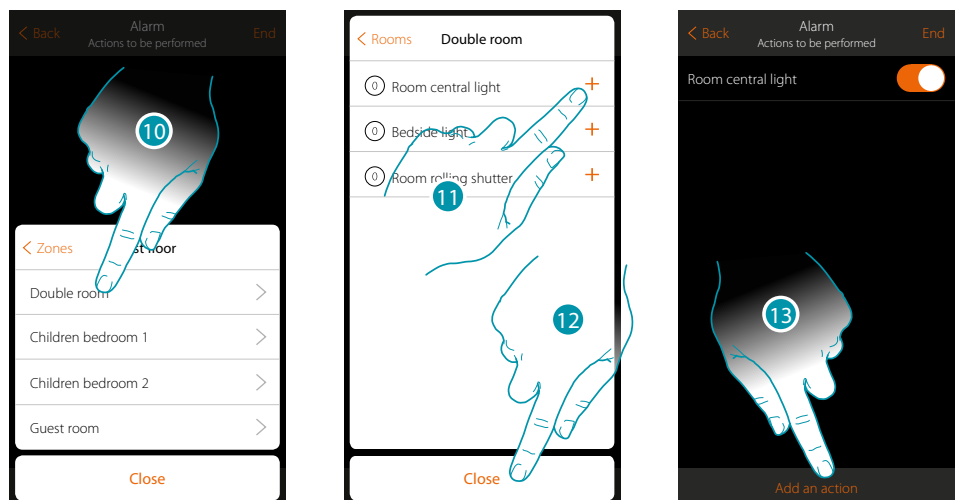 Back
Alarm
End
Actions to be performed
10
Zones
st floor
Double room
Children bedroom 1
Children bedroom 2
Guest room
Close
Rooms
Double room
0 Room central light +
0 Bedside light +
0 Room rolling shutter +
11
12
Close
Back
Alarm
End
Actions to be performed
Room central light
13
Add an action